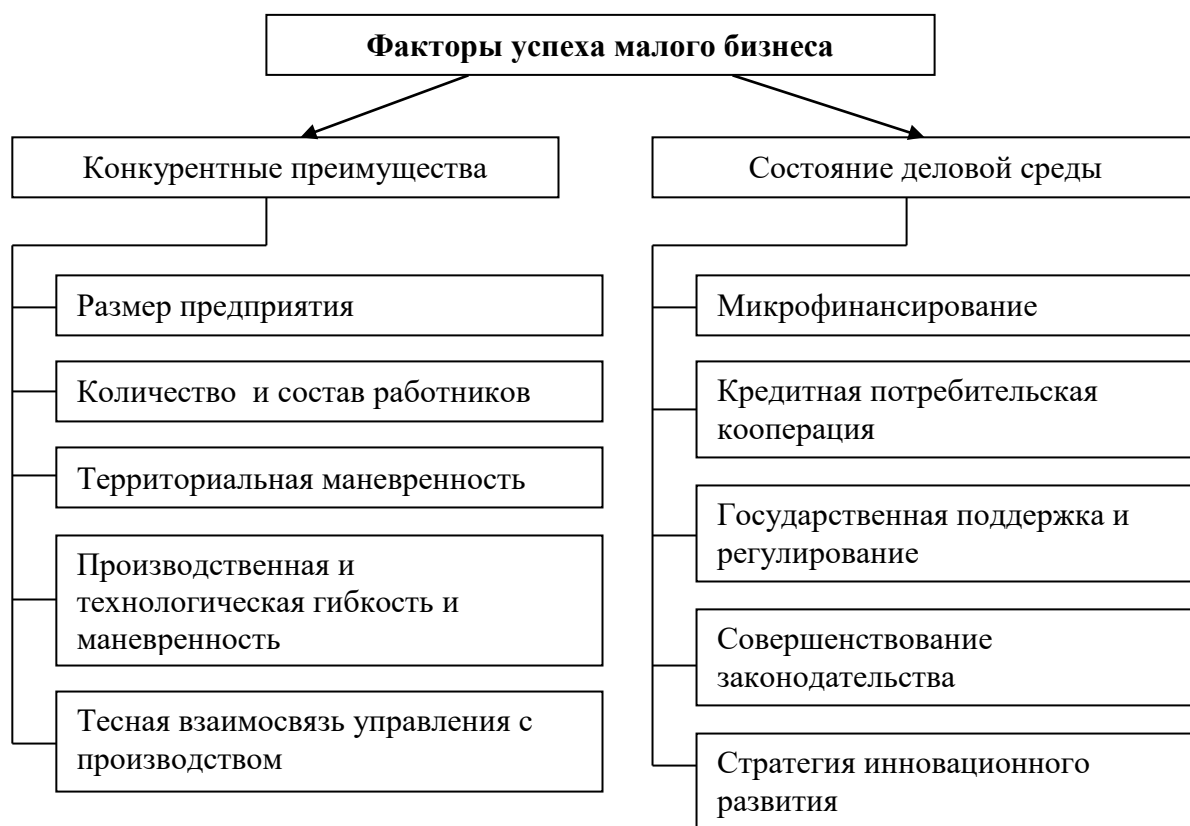 Факторы успеха малого бизнеса
Конкурентные преимущества
Размер предприятия
Количество и состав работников
Территориальная маневренность
Производственная и
технологическая гибкость и
маневренность
Тесная взаимосвязь управления с
производством
Состояние деловой среды
Микрофинансирование
Кредитная потребительская
кооперация
Государственная поддержка и
регулирование
Совершенствование
законодательства
Стратегия инновационного
развития